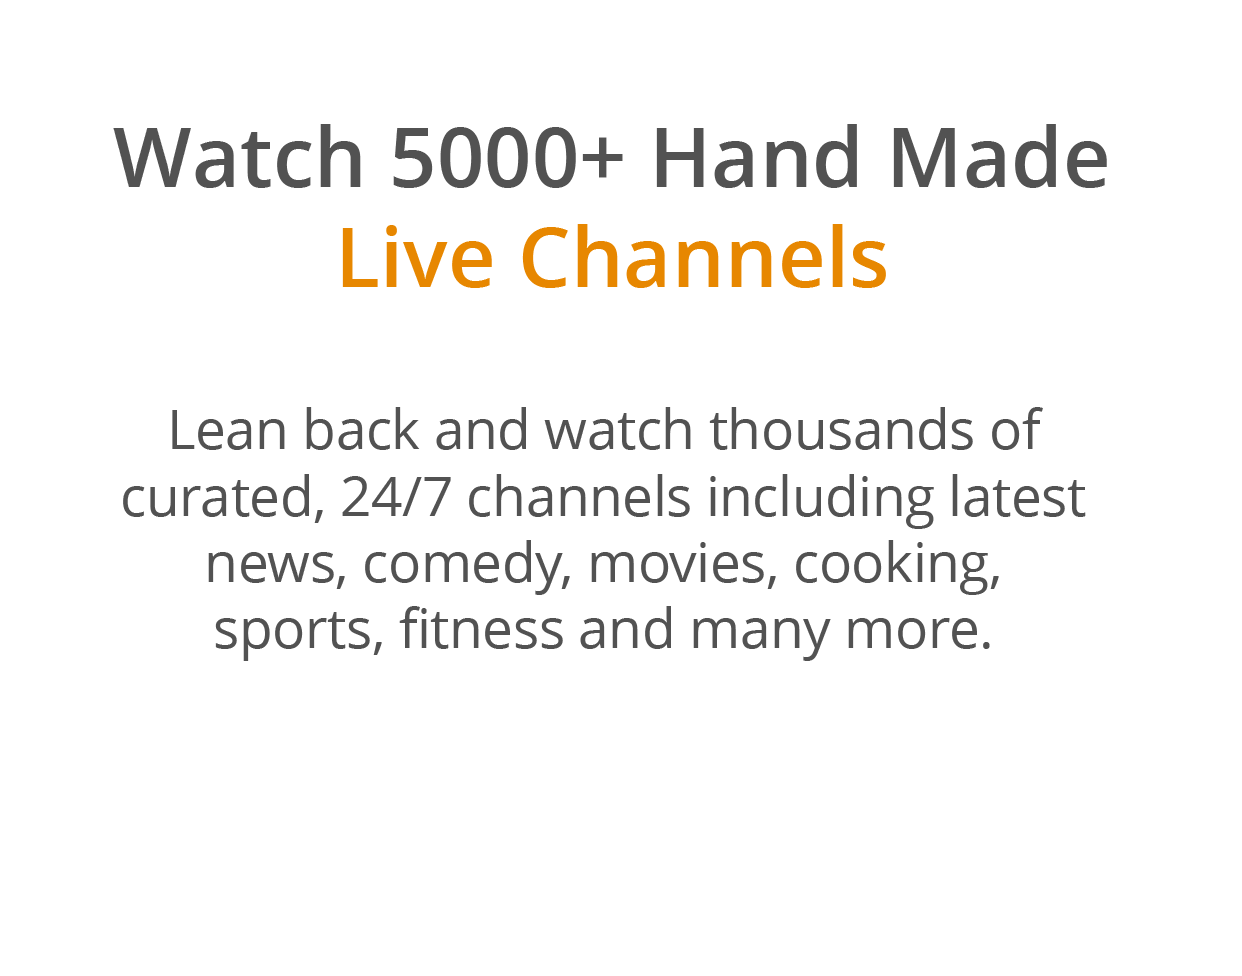 Watch 5000+ Hand Made
Live Channels
Lean back and watch thousands of
curated, 24/7 channels including latest
news, comedy, movies, cooking,
sports, fitness and many more.